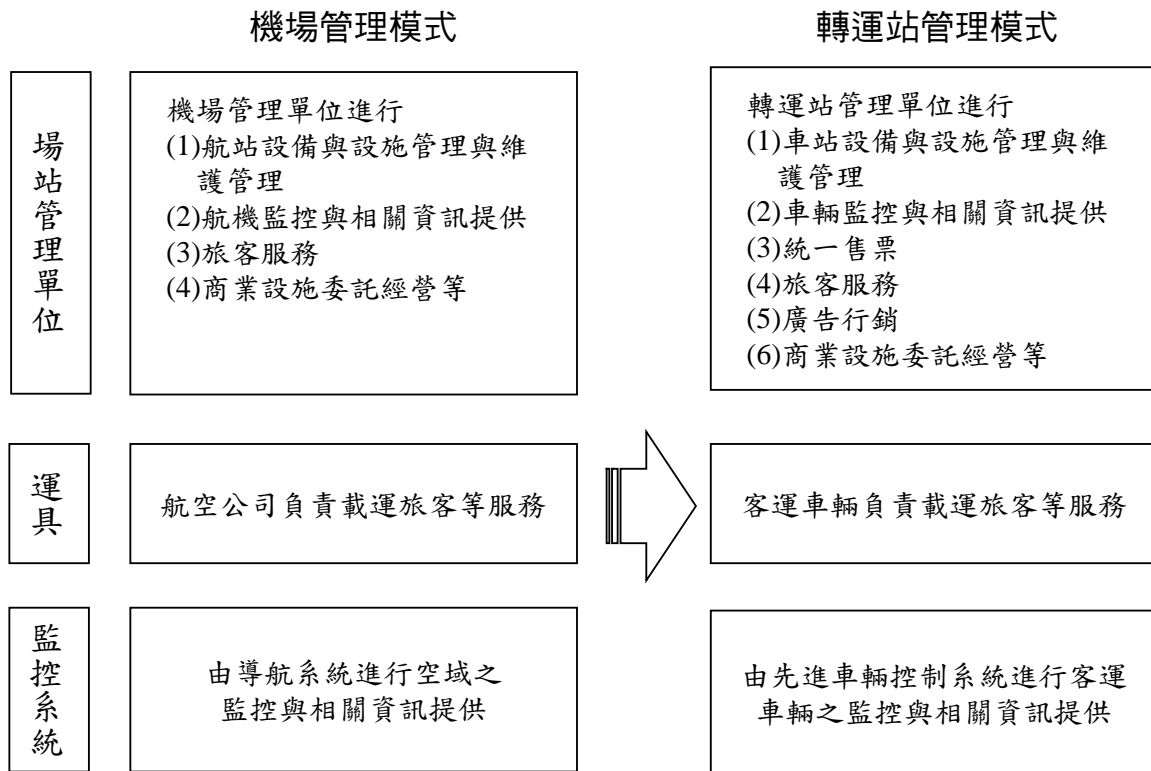 機場管理模式
轉運站管理模式
場站管理單位
機場管理單位進行
(1)航站設備與設施管理與維
護管理
(2)航機監控與相關資訊提供
(3)旅客服務
(4)商業設施委託經營等
轉運站管理單位進行
(1)車站設備與設施管理與維
護管理
(2)車輛監控與相關資訊提供
(3)統一售票
(4)旅客服務
(5)廣告行銷
(6)商業設施委託經營等
運具
航空公司負責載運旅客等服務
客運車輛負責載運旅客等服務
監控系統
由導航系統進行空域之
監控與相關資訊提供
由先進車輛控制系統進行客運
車輛之監控與相關資訊提供